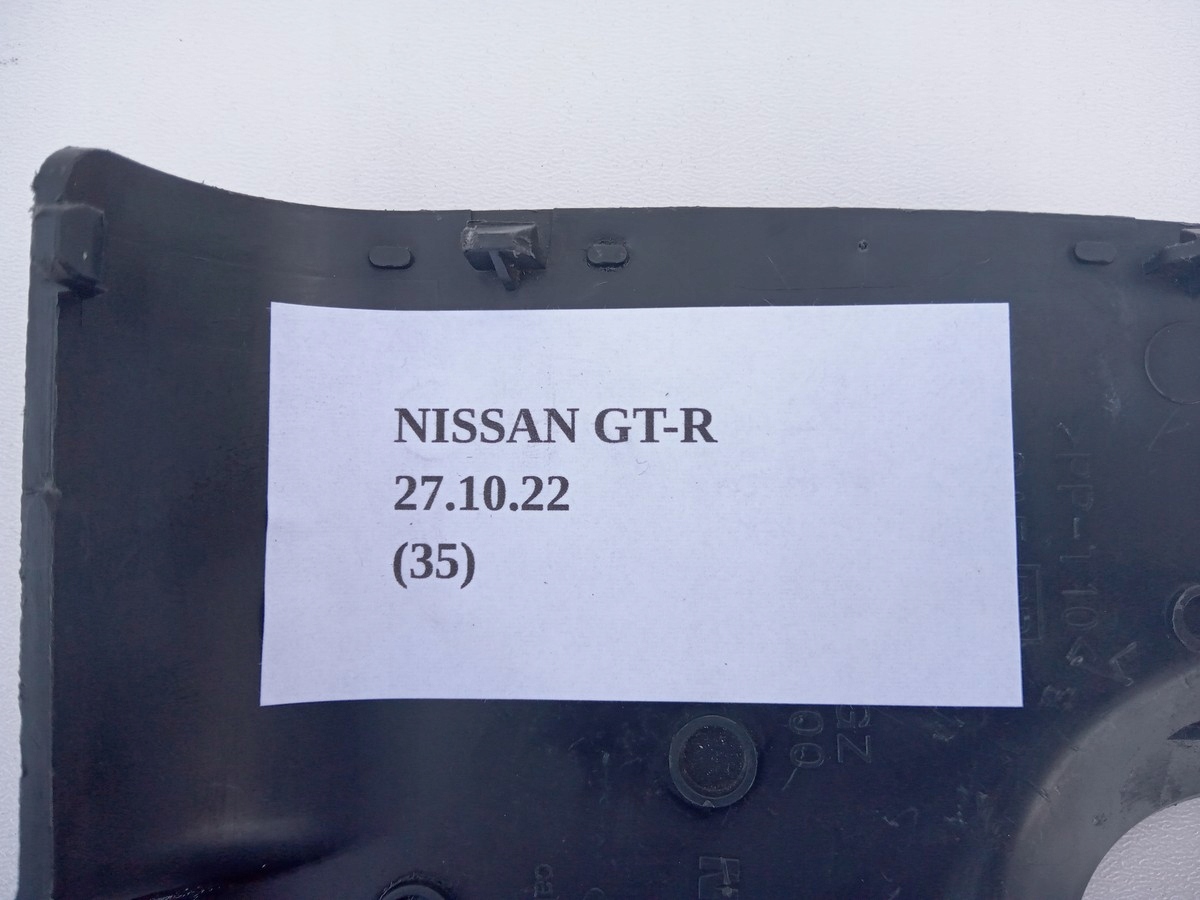 NISSAN GT-R
27.10.22
(35)